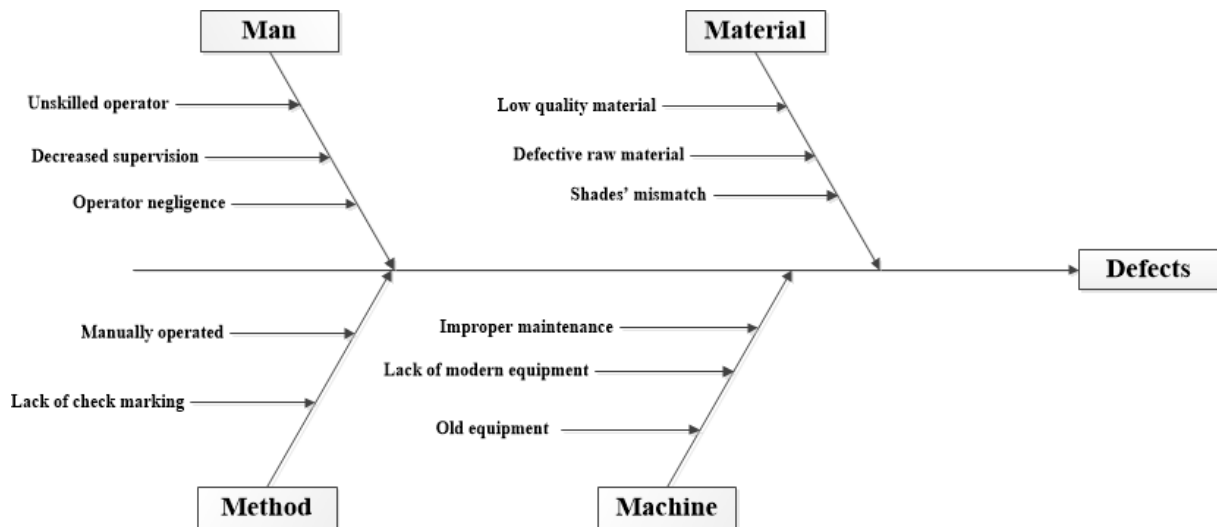 Man
Material
Unskilled operator
Low quality material
Decreased supervision
Defective raw material
Operator negligence
Shades’ mismatch
Defects
Manually operated
Improper maintenance
Lack of modern equipment
Lack of check marking
Old equipment
Method
Machine